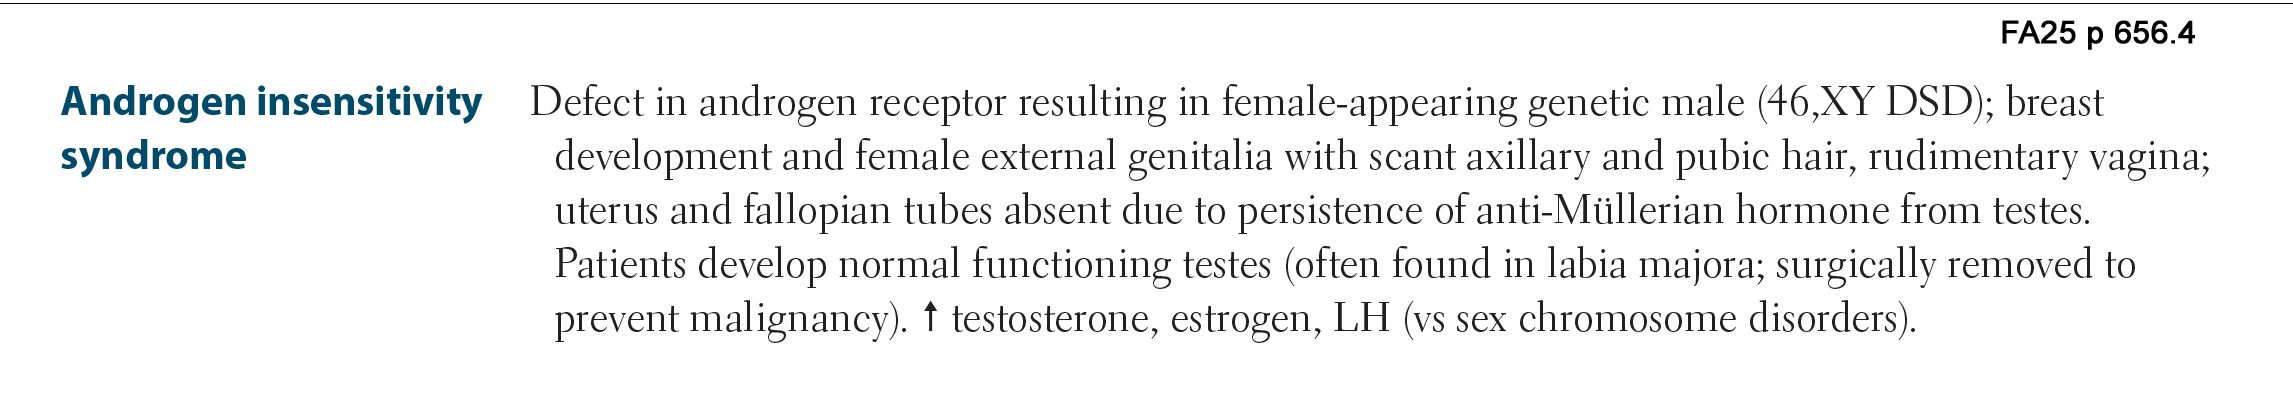 FA25 p 656.4
Androgen insensitivity
syndrome
Defect in androgen receptor resulting in female-appearing genetic male (46,XY DSD); breast
development and female external genitalia with scant axillary and pubic hair, rudimentary vagina;
uterus and fallopian tubes absent due to persistence of anti-Müllerian hormone from testes.
Patients develop normal functioning testes (often found in labia majora; surgically removed to
prevent malignancy). ↑ testosterone, estrogen, LH (vs sex chromosome disorders).